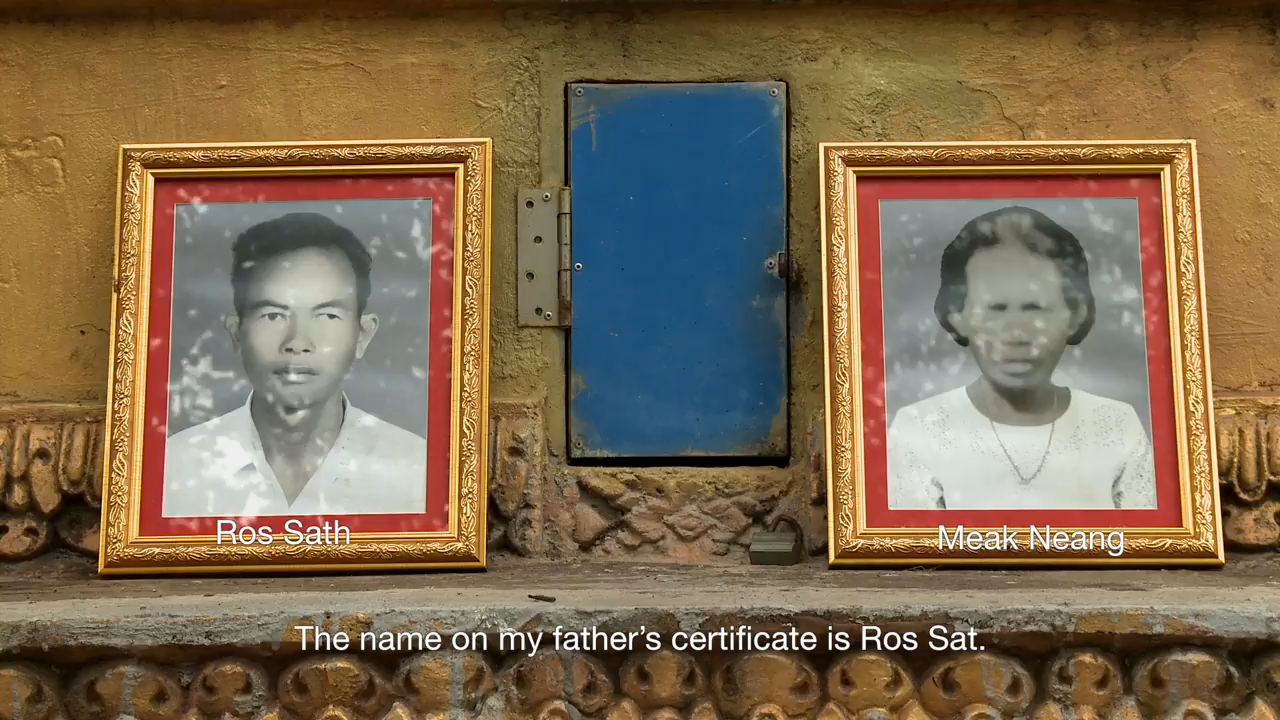 Ros Sath
Meak Neang
The name on my father’s certificate is Ros Sat.